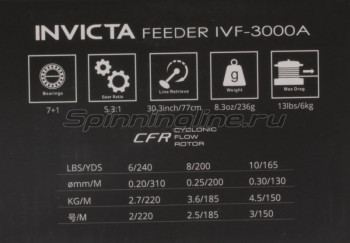 INVICTA FEEDER IVF-3000A
Bearings
Gear Ratio
Line Retrieve
Weight
Max Drag
7+1
5.3:1
30.3inch/77cm
8.3oz/236g
13lbs/6kg
Spinningline.ru
CFR CYCLONIC FLOW ROTOR
LBS/YDS 6/240 8/200 10/165
ømm/M 0.20/310 0.25/200 0.30/130
KG/M 2.7/220 3.6/185 4.5/150
号/M 2/220 2.5/185 3/150